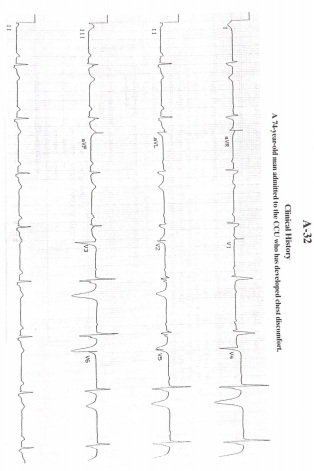 A-32
Clinical History
A 74-year-old man admitted to the CCU who has developed chest discomfort.
I aVR V1 V4
II aVL V2 V5
III aVF V3 V6
II